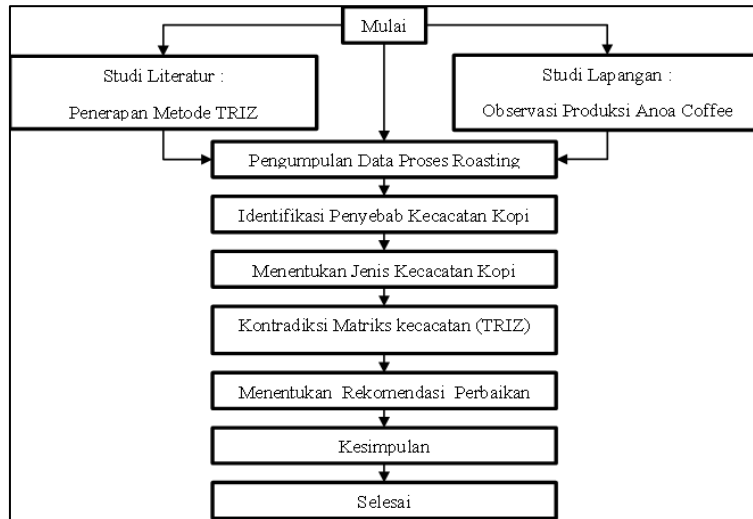 Mulai
Studi Literatur :
Penerapan Metode TRIZ
Studi Lapangan :
Observasi Produksi Anoa Coffee
Pengumpulan Data Proses Roasting
Identifikasi Penyebab Kecacatan Kopi
Menentukan Jenis Kecacatan Kopi
Kontradiksi Matriks kecacatan (TRIZ)
Menentukan Rekomendasi Perbaikan
Kesimpulan
Selesai